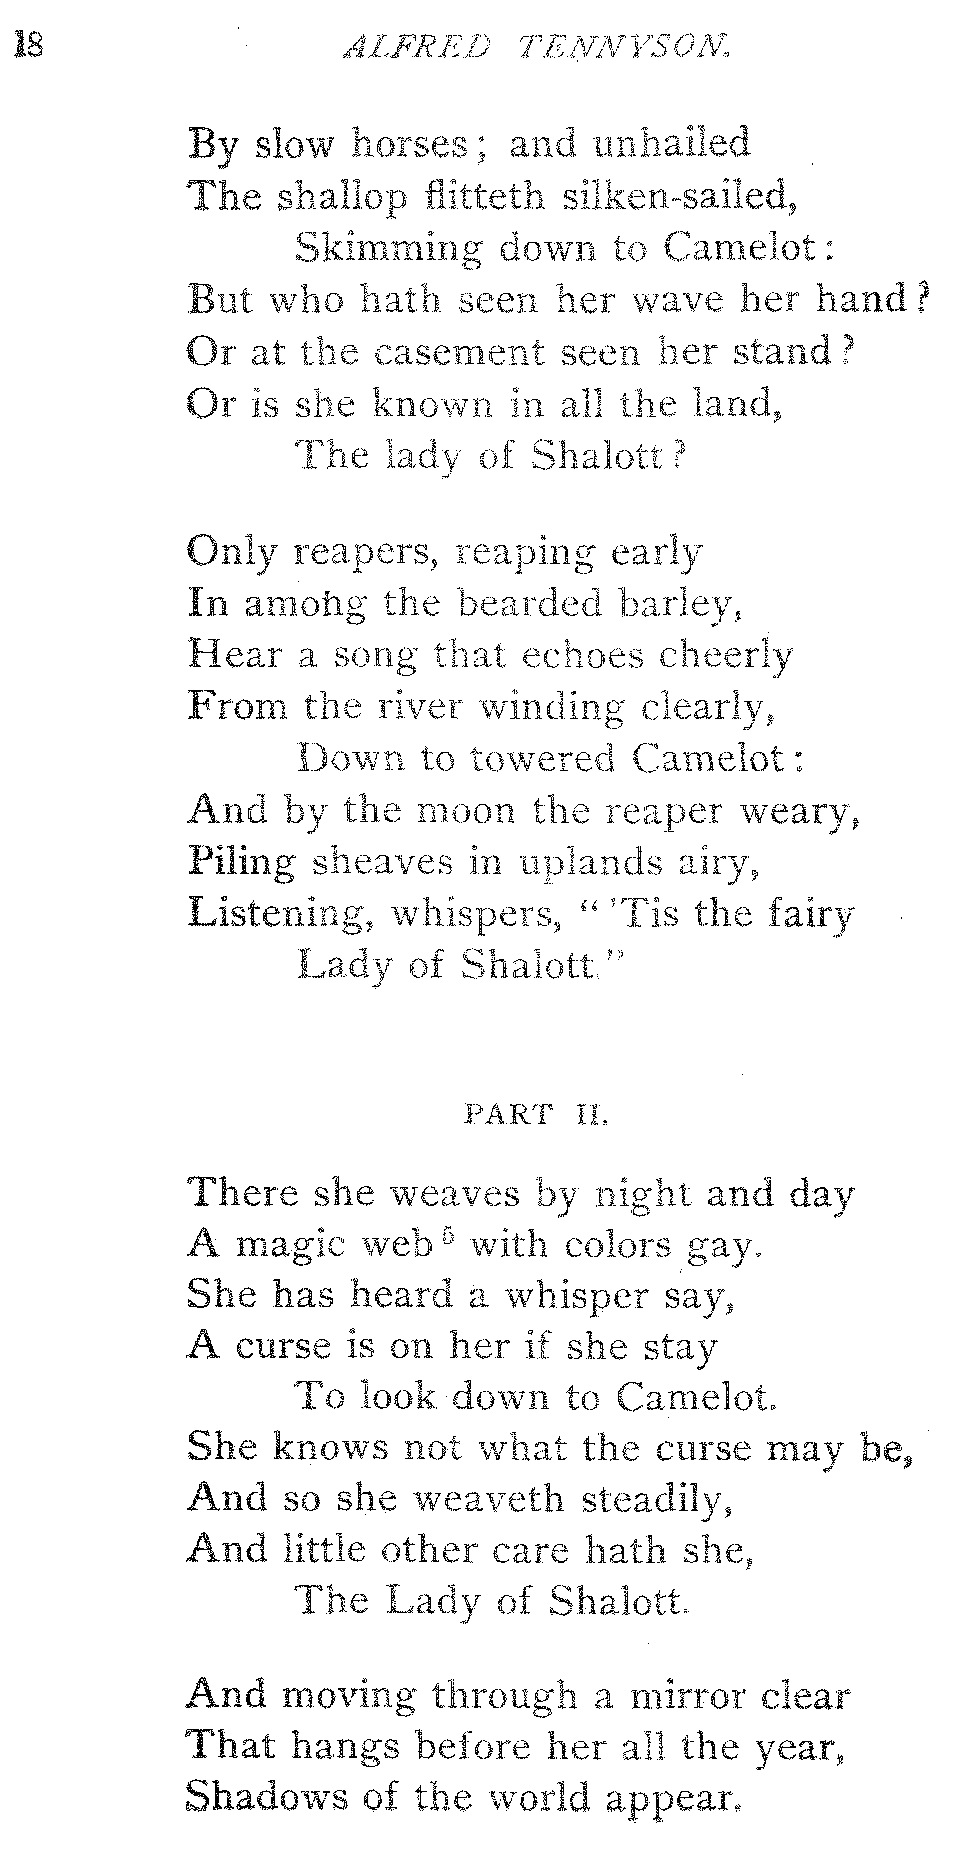 18 ALFRED TENNYSON.
By slow horses; and unhailed
The shallop flitteth silken-sailed,
Skimming down to Camelot:
But who hath seen her wave her hand?
Or at the casement seen her stand?
Or is she known in all the land,
The lady of Shalott?
Only reapers, reaping early
In among the bearded barley,
Hear a song that echoes cheerly
From the river winding clearly,
Down to towered Camelot:
And by the moon the reaper weary,
Piling sheaves in uplands airy,
Listening, whispers, "'Tis the fairy
Lady of Shalott."
PART II.
There she weaves by night and day
A magic web⁵ with colors gay.
She has heard a whisper say,
A curse is on her if she stay
To look down to Camelot.
She knows not what the curse may be,
And so she weaveth steadily,
And little other care hath she,
The Lady of Shalott.
And moving through a mirror clear
That hangs before her all the year,
Shadows of the world appear.